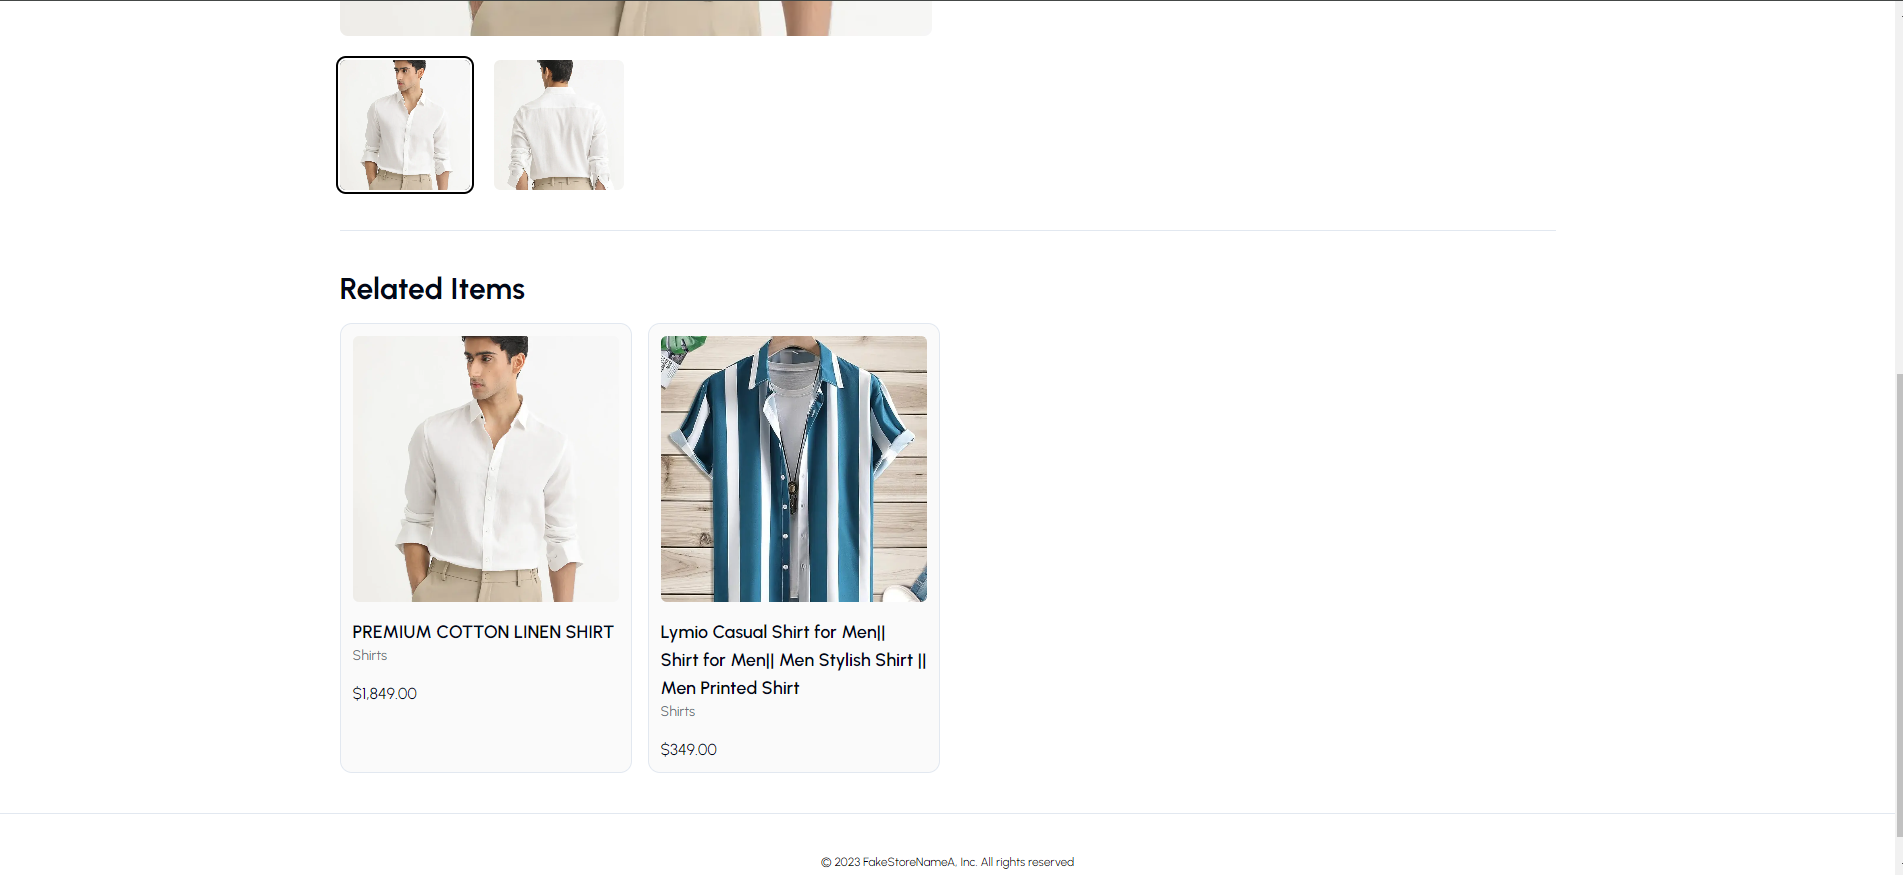 Related Items
PREMIUM COTTON LINEN SHIRT
Shirts
$1,849.00
Lymio Casual Shirt for Men||
Shirt for Men|| Men Stylish Shirt ||
Men Printed Shirt
Shirts
$349.00
© 2023 FakeStoreNameA, Inc. All rights reserved